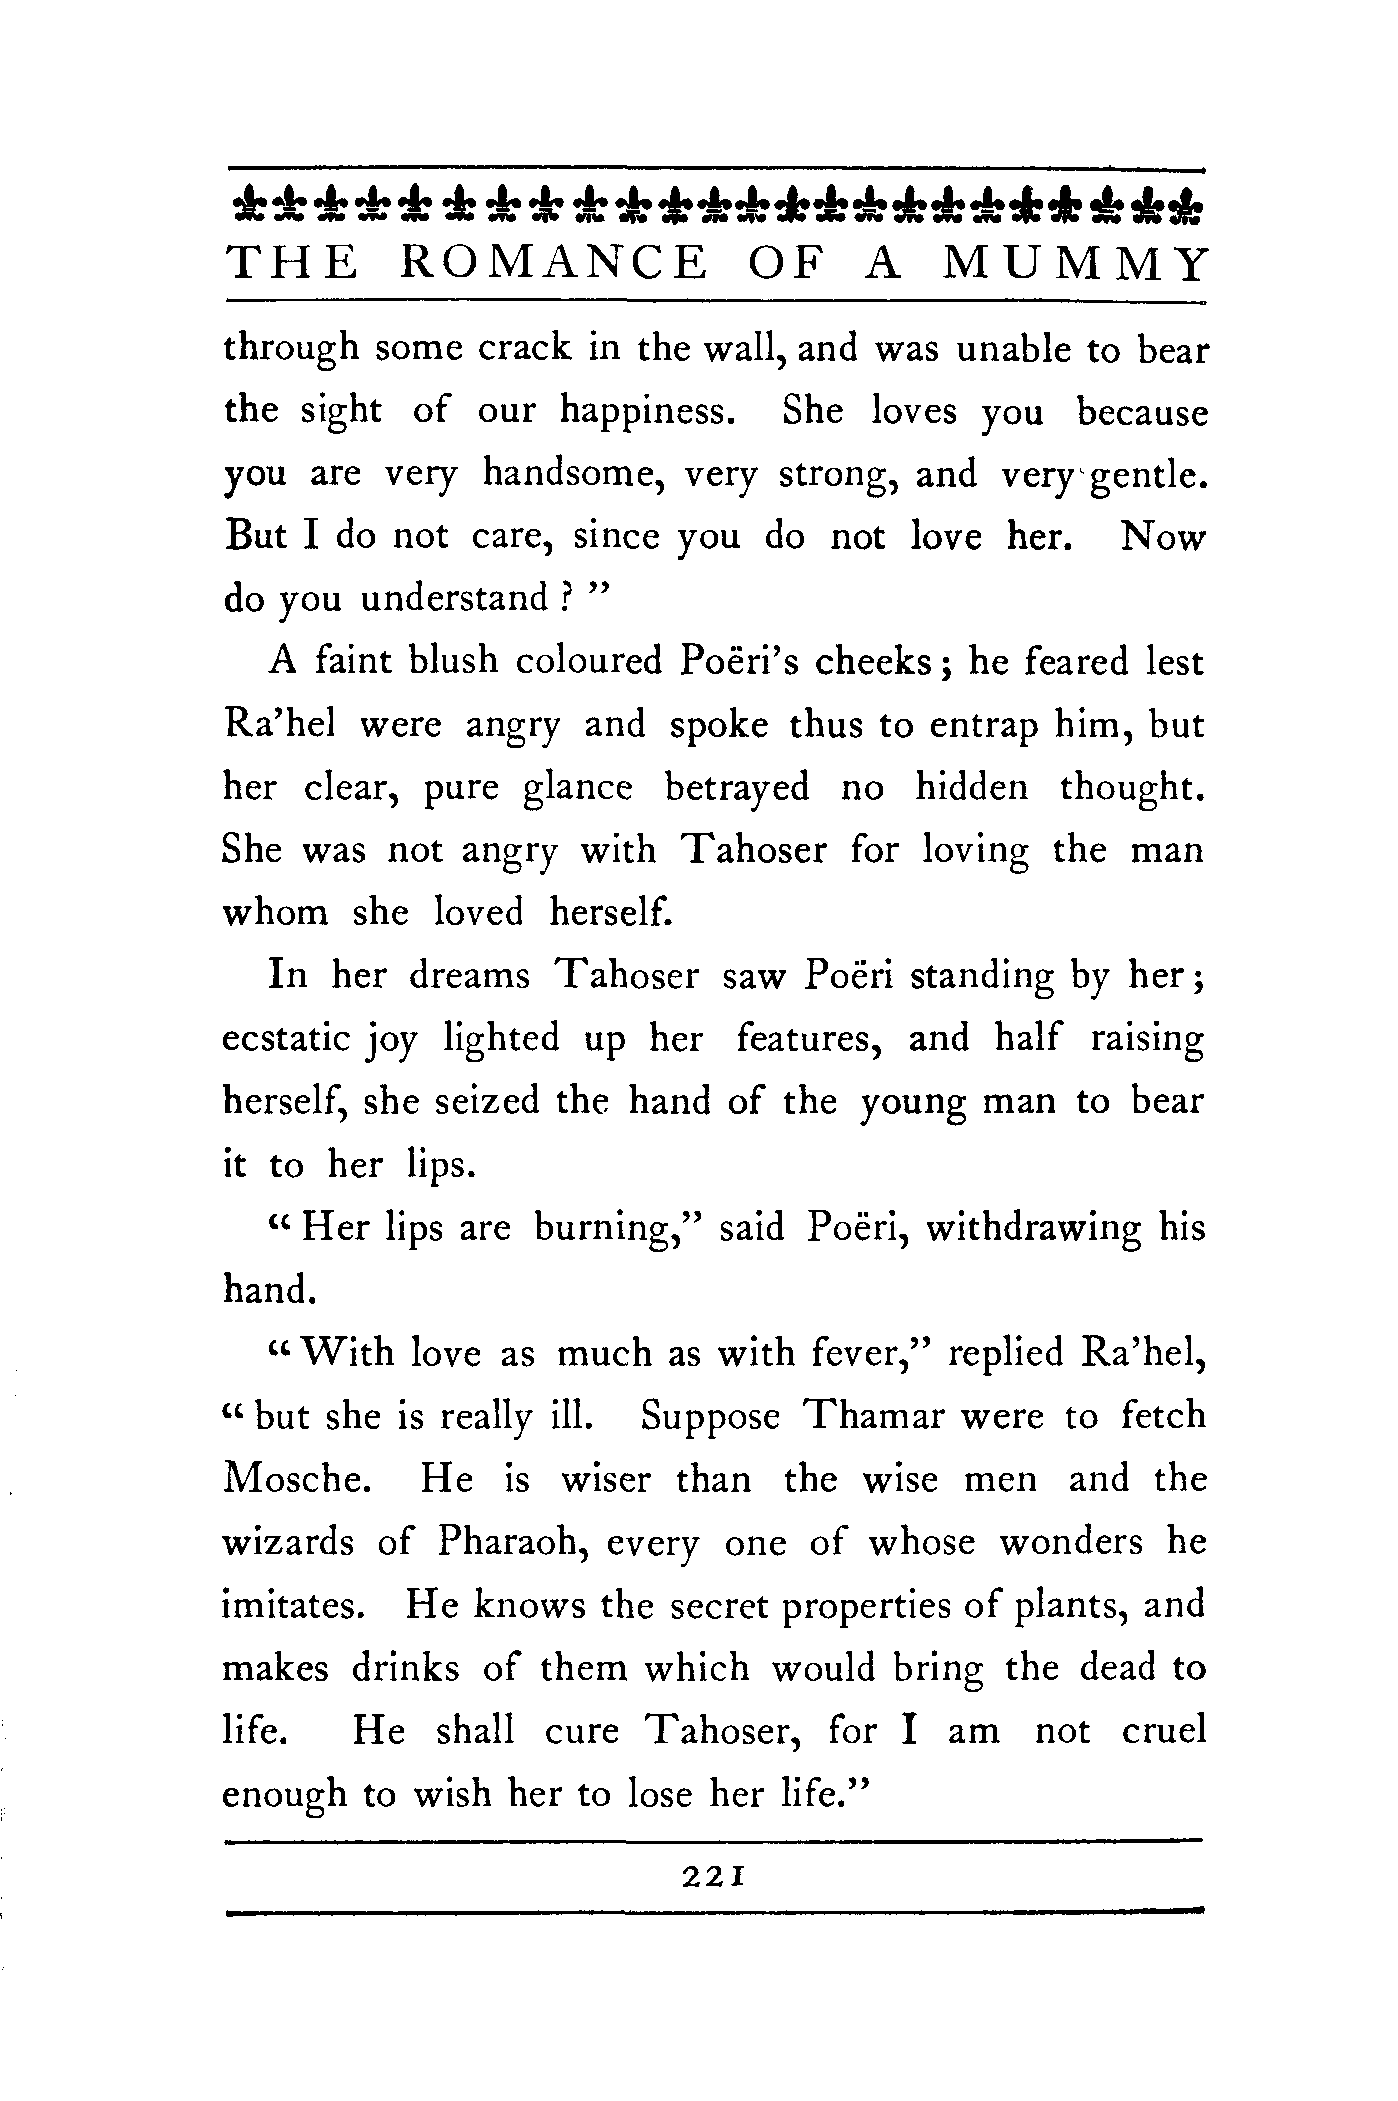 THE ROMANCE OF A MUMMY
through some crack in the wall, and was unable to bear
the sight of our happiness. She loves you because
you are very handsome, very strong, and very gentle.
But I do not care, since you do not love her. Now
do you understand ? ”
A faint blush coloured Poëri’s cheeks ; he feared lest
Ra’hel were angry and spoke thus to entrap him, but
her clear, pure glance betrayed no hidden thought.
She was not angry with Tahoser for loving the man
whom she loved herself.
In her dreams Tahoser saw Poëri standing by her ;
ecstatic joy lighted up her features, and half raising
herself, she seized the hand of the young man to bear
it to her lips.
“ Her lips are burning,” said Poëri, withdrawing his
hand.
“ With love as much as with fever,” replied Ra’hel,
“ but she is really ill. Suppose Thamar were to fetch
Mosche. He is wiser than the wise men and the
wizards of Pharaoh, every one of whose wonders he
imitates. He knows the secret properties of plants, and
makes drinks of them which would bring the dead to
life. He shall cure Tahoser, for I am not cruel
enough to wish her to lose her life.”
221